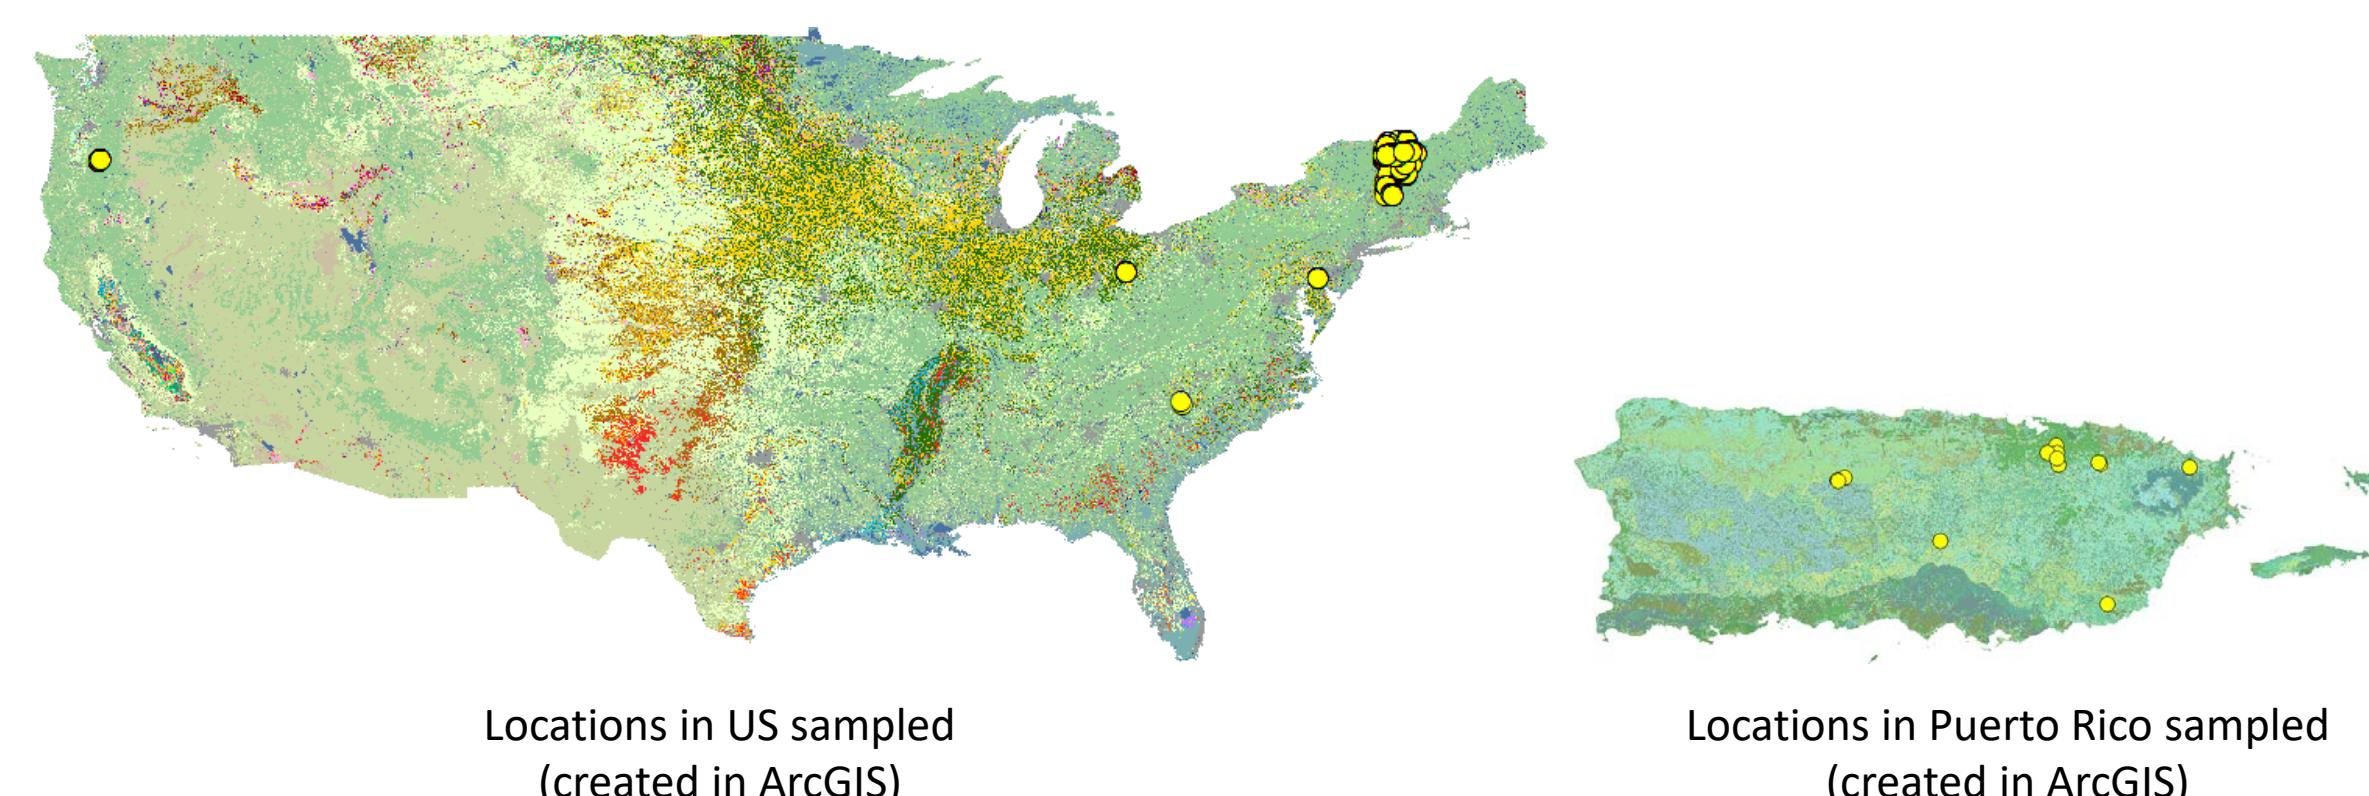 Locations in US sampled
(created in ArcGIS)
Locations in Puerto Rico sampled
(created in ArcGIS)